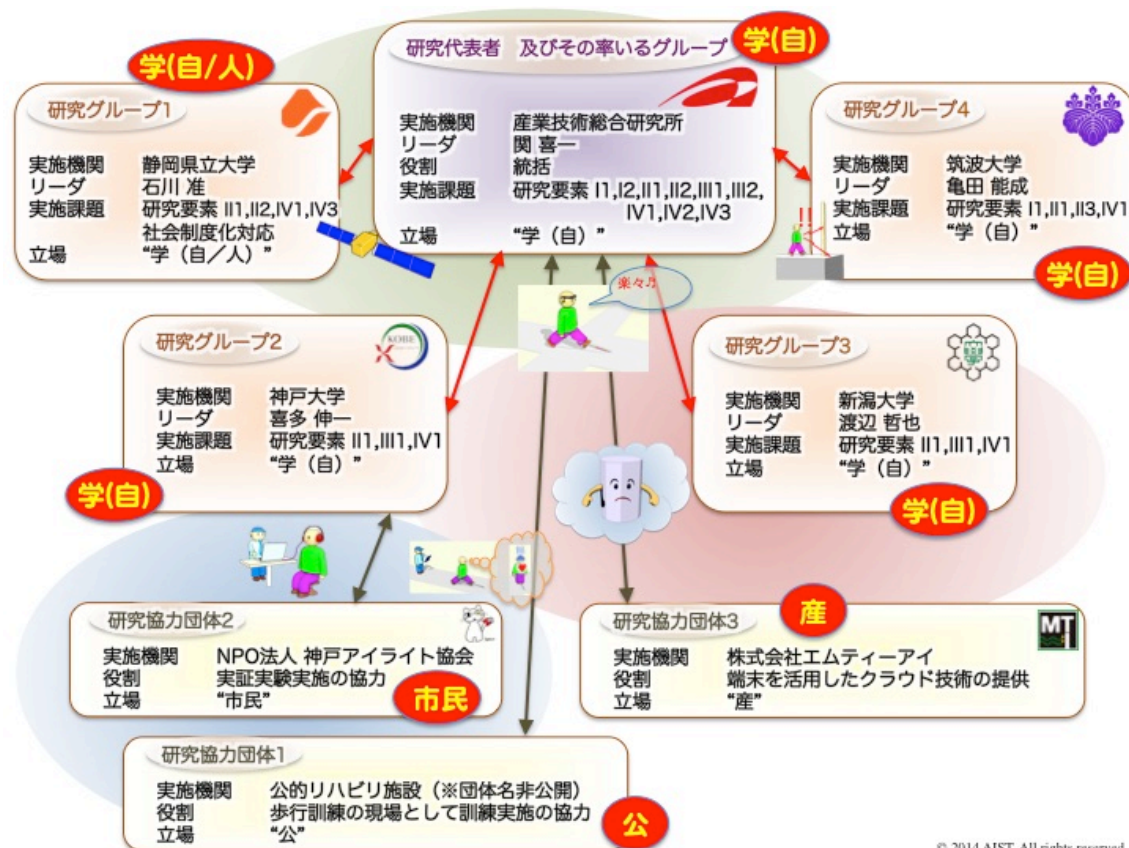 研究代表者 及びその率いるグループ
学(自)
実施機関 産業技術総合研究所
リーダ 関 喜一
役割 統括
実施課題 研究要素 I1,I2,II1,II2,III1,III2,
IV1,IV2,IV3
立場 “学（自）”
学(自/人)
研究グループ1
実施機関 静岡県立大学
リーダ 石川 准
実施課題 研究要素 II1,II2,IV1,IV3
社会制度化対応
立場 “学（自／人）”
研究グループ4
実施機関 筑波大学
リーダ 亀田 能成
実施課題 研究要素 I1,II1,II3,IV1
立場 “学（自）”
学(自)
!!
楽々♫
研究グループ2
KOBE
実施機関 神戸大学
リーダ 喜多 伸一
実施課題 研究要素 II1,III1,IV1
立場 “学（自）”
学(自)
研究グループ3
実施機関 新潟大学
リーダ 渡辺 哲也
実施課題 研究要素 II1,III1,IV1
立場 “学（自）”
学(自)
研究協力団体2
実施機関 NPO法人 神戸アイライト協会
役割 実証実験実施の協力
立場 “市民”
市民
産
研究協力団体3
MTI
実施機関 株式会社エムティーアイ
役割 端末を活用したクラウド技術の提供
立場 “産”
研究協力団体1
実施機関 公的リハビリ施設（※団体名非公開）
役割 歩行訓練の現場として訓練実施の協力
立場 “公”
公
© 2014 AIST. All rights reserved.